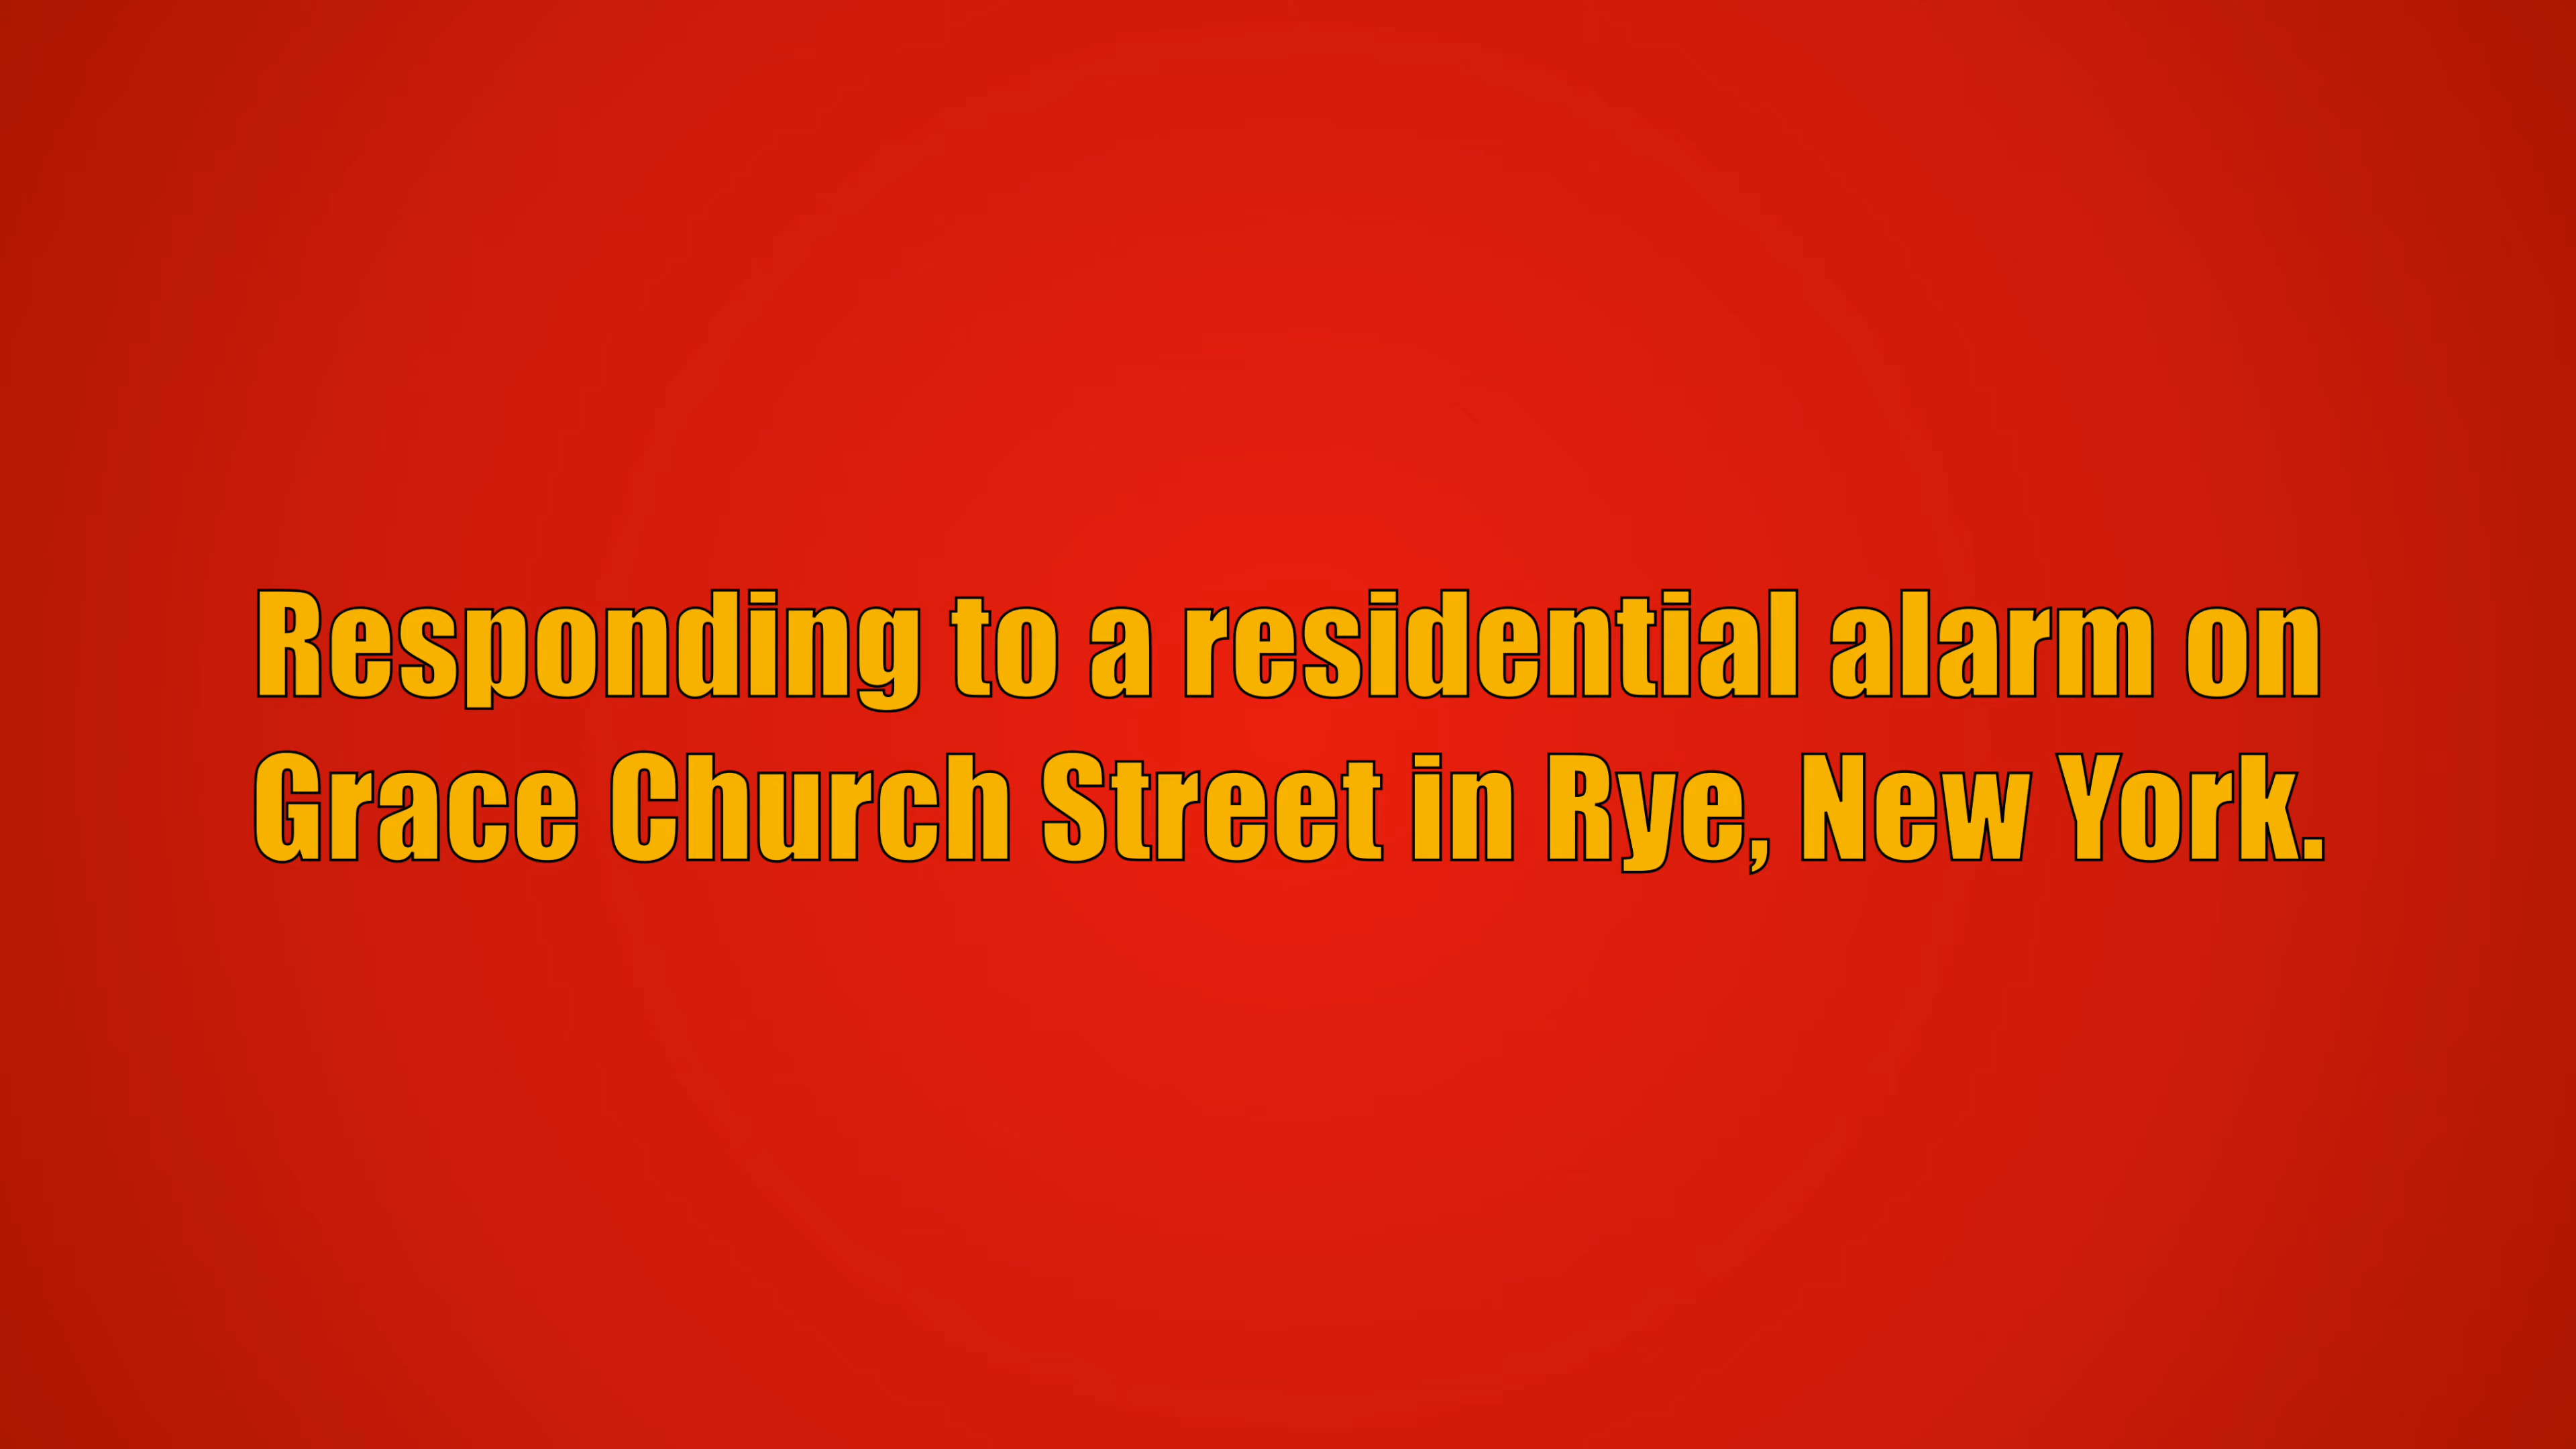 Responding to a residential alarm on
Grace Church Street in Rye, New York.